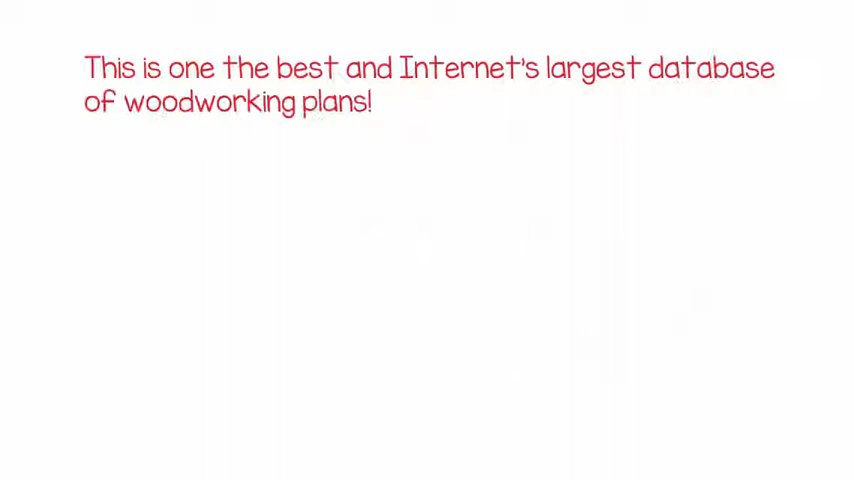 This is one the best and Internet's largest database
of woodworking plans!